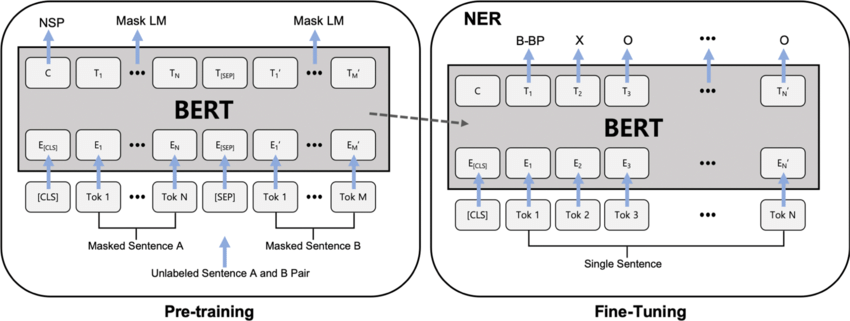 NSP Mask LM Mask LM
C T1 ••• TN T[SEP] T1' ••• TM'
BERT
E[CLS] E1 ••• EN E[SEP] E1' ••• EM'
[CLS] Tok 1 ••• Tok N [SEP] Tok 1 ••• Tok M
Masked Sentence A Masked Sentence B
Unlabeled Sentence A and B Pair
Pre-training
NER
B-BP X O ••• O
C T1 T2 T3 ••• TN'
BERT
E[CLS] E1 E2 E3 ••• EN'
[CLS] Tok 1 Tok 2 Tok 3 ••• Tok N
Single Sentence
Fine-Tuning